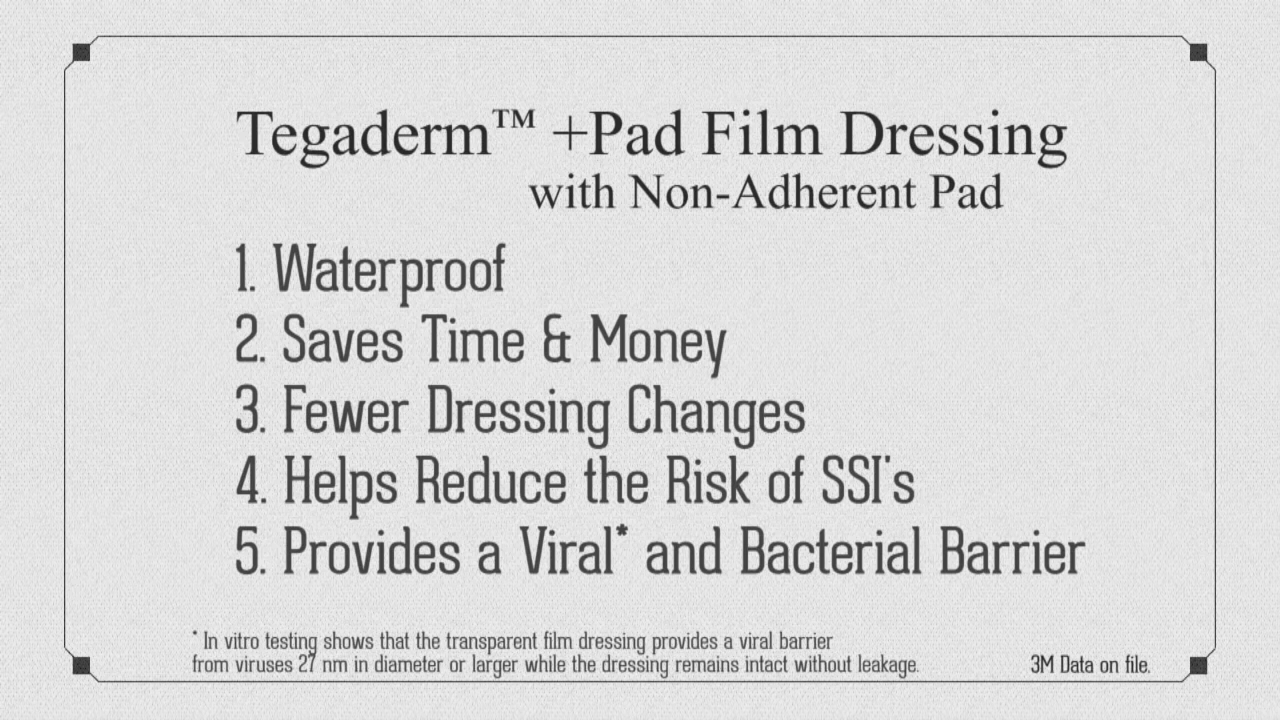 Tegaderm™ +Pad Film Dressing
with Non-Adherent Pad
1. Waterproof
2. Saves Time & Money
3. Fewer Dressing Changes
4. Helps Reduce the Risk of SSI's
5. Provides a Viral* and Bacterial Barrier
* In vitro testing shows that the transparent film dressing provides a viral barrier
from viruses 27 nm in diameter or larger while the dressing remains intact without leakage.
3M Data on file.